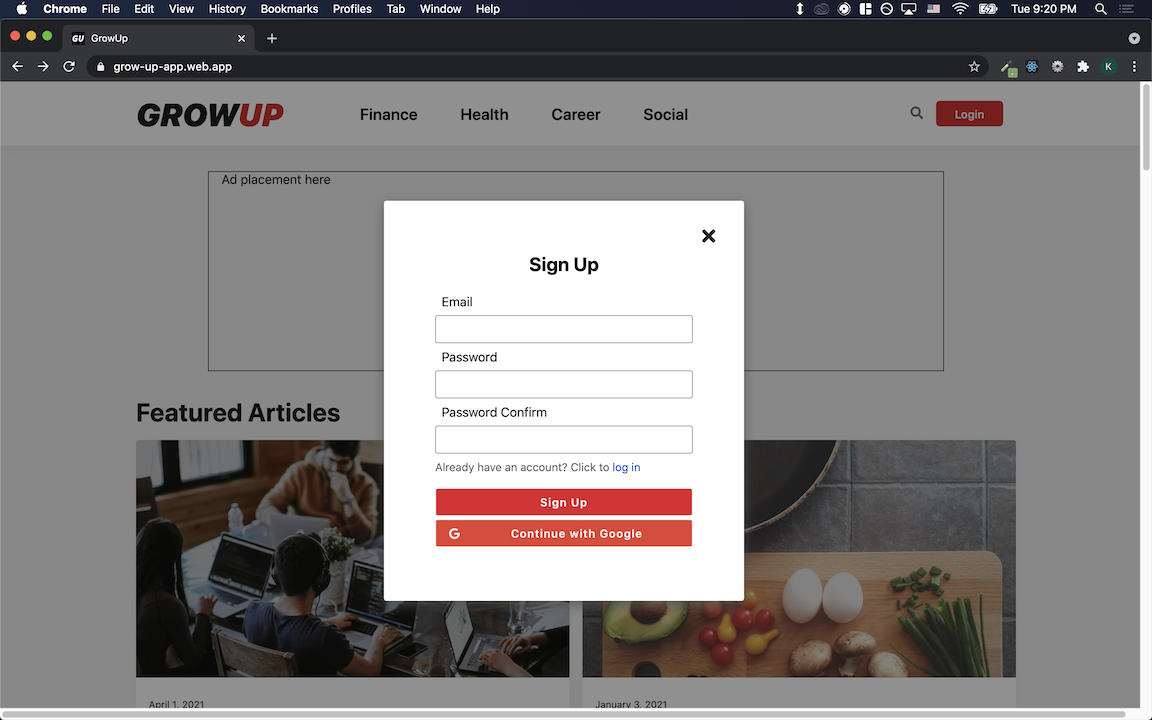 Chrome File Edit View History Bookmarks Profiles Tab Window Help Tue 9:20 PM
GU GrowUp
grow-up-app.web.app K
GROWUP Finance Health Career Social Login
Ad placement here
Sign Up
Email
Password
Password Confirm
Already have an account? Click to log in
Sign Up
G Continue with Google
Featured Articles
April 1, 2021 January 3, 2021